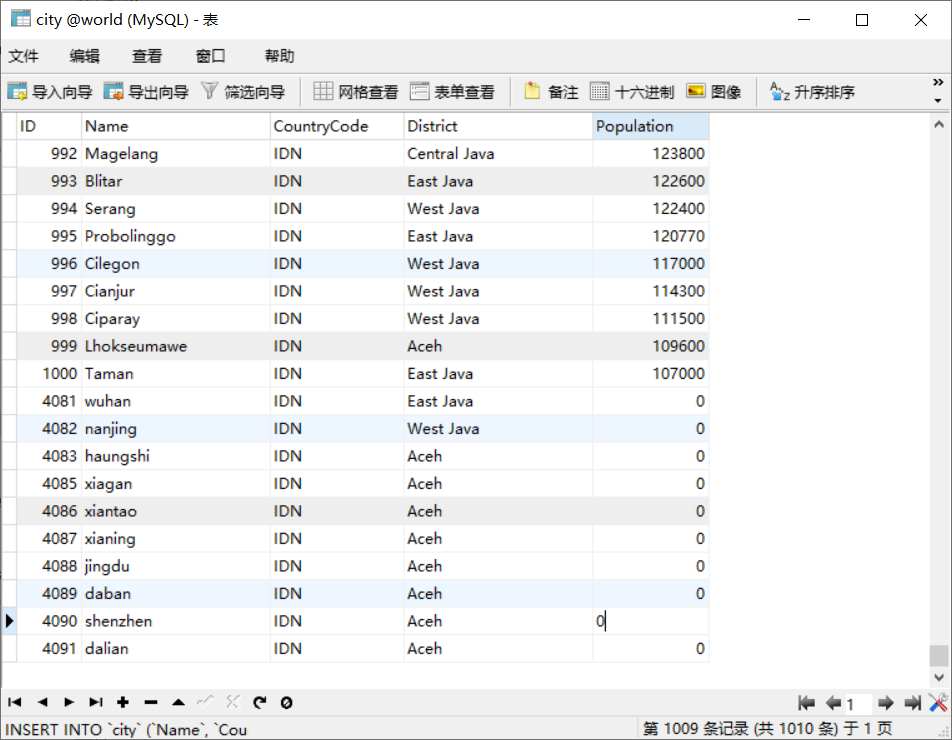 city @world (MySQL) - 表
文件 编辑 查看 窗口 帮助
导入向导 导出向导 筛选向导 网格查看 表单查看 备注 十六进制 图像 升序排序
ID Name CountryCode District Population
992 Magelang IDN Central Java 123800
993 Blitar IDN East Java 122600
994 Serang IDN West Java 122400
995 Probolinggo IDN East Java 120770
996 Cilegon IDN West Java 117000
997 Cianjur IDN West Java 114300
998 Ciparay IDN West Java 111500
999 Lhokseumawe IDN Aceh 109600
1000 Taman IDN East Java 107000
4081 wuhan IDN East Java 0
4082 nanjing IDN West Java 0
4083 haungshi IDN Aceh 0
4085 xiagan IDN Aceh 0
4086 xiantao IDN Aceh 0
4087 xianing IDN Aceh 0
4088 jingdu IDN Aceh 0
4089 daban IDN Aceh 0
4090 shenzhen IDN Aceh 0
4091 dalian IDN Aceh 0
1
INSERT INTO `city` (`Name`, `Cou 第 1009 条记录 (共 1010 条) 于 1 页